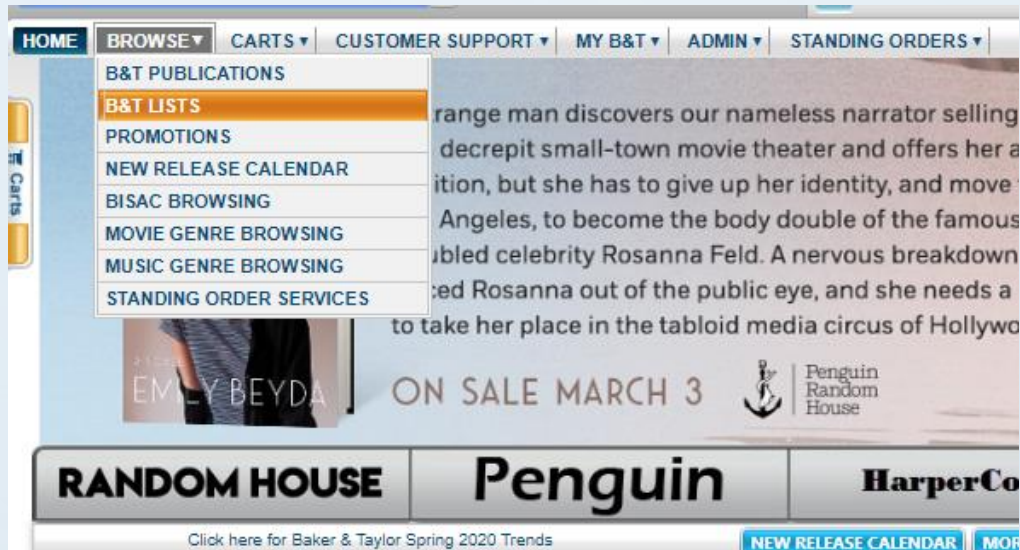 HOME BROWSE▼ CARTS▼ CUSTOMER SUPPORT▼ MY B&T▼ ADMIN▼ STANDING ORDERS▼
B&T PUBLICATIONS
B&T LISTS
PROMOTIONS
NEW RELEASE CALENDAR
BISAC BROWSING
MOVIE GENRE BROWSING
MUSIC GENRE BROWSING
STANDING ORDER SERVICES
Carts
man discovers our nameless narrator selling
decrepit small-town movie theater and offers her
but she has to give up her identity, and move
Angeles, to become the body double of the famous
celebrity Rosanna Feld. A nervous breakdown
Rosanna out of the public eye, and she needs a
to take her place in the tabloid media circus of
EMILY BEYDA
ON SALE MARCH 3
Penguin
Random
House
RANDOM HOUSE
Penguin
HarperCo
Click here for Baker & Taylor Spring 2020 Trends
NEW RELEASE CALENDAR
MOR